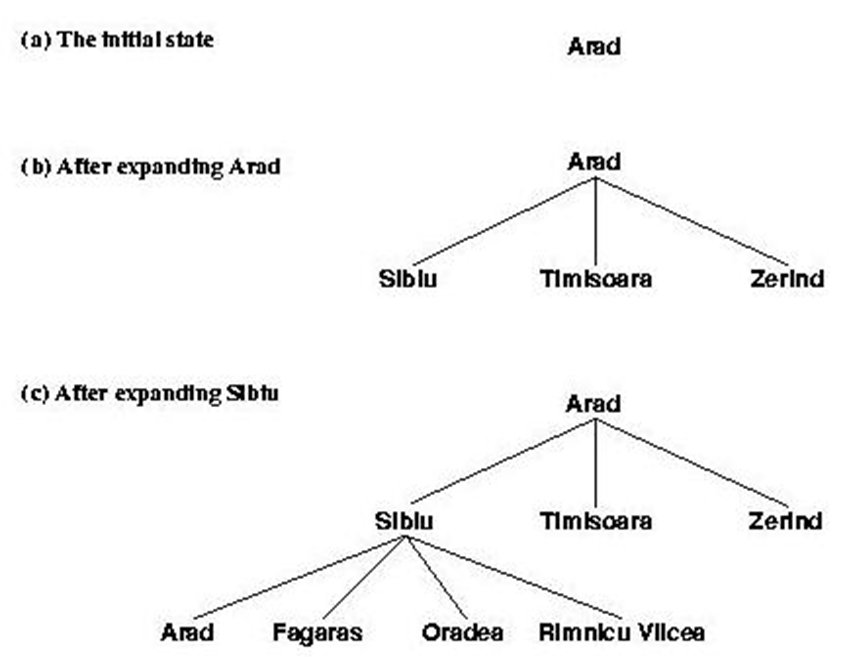 (a) The initial state
Arad
(b) After expanding Arad
Arad
Sibiu Timisoara Zerind
(c) After expanding Sibiu
Arad
Sibiu Timisoara Zerind
Arad Fagaras Oradea Rimnicu Vilcea